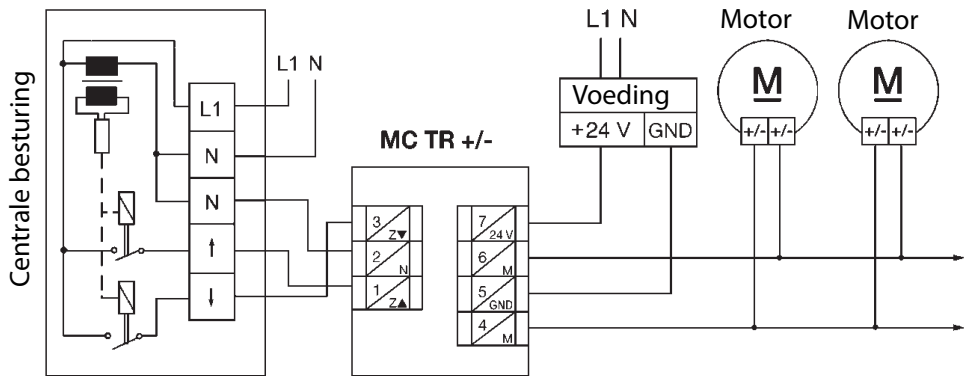 Centrale besturing
L1 N
L1
N
N
↑
↓
MC TR +/-
3 Z▼
2 N
1 Z▲
7 24 V
6 M
5 GND
4 M
L1 N
Voeding
+24 V GND
Motor
M
+/- +/-
Motor
M
+/- +/-